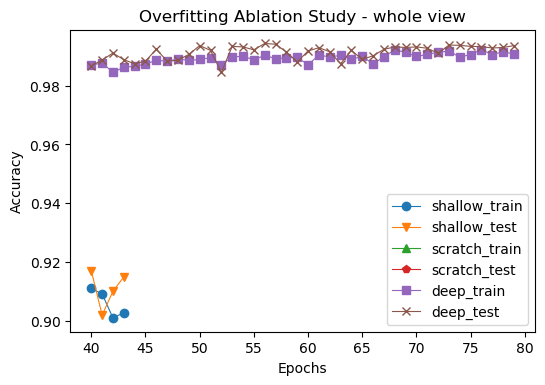 Overfitting Ablation Study - whole view
Accuracy
0.98
0.96
0.94
0.92
0.90
shallow_train
shallow_test
scratch_train
scratch_test
deep_train
deep_test
40 45 50 55 60 65 70 75 80
Epochs